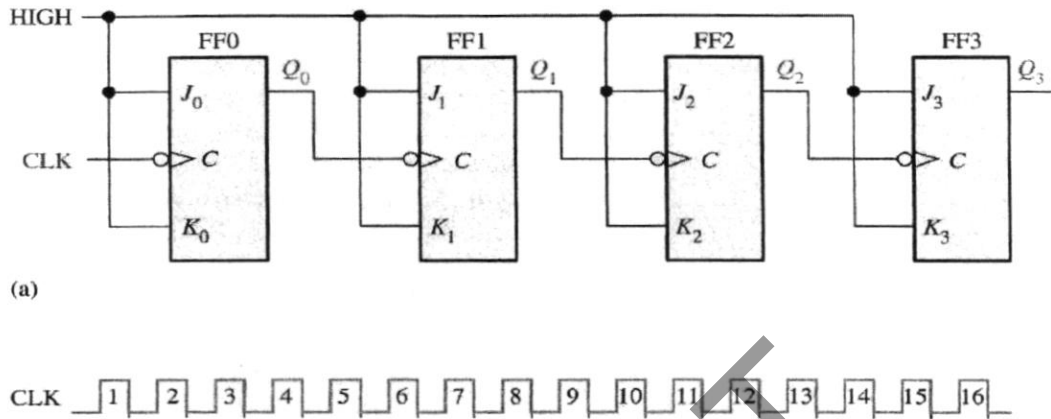 HIGH
FF0 FF1 FF2 FF3
Q₀ Q₁ Q₂ Q₃
J₀ J₁ J₂ J₃
CLK C C C C
K₀ K₁ K₂ K₃
(a)
CLK 1 2 3 4 5 6 7 8 9 10 11 12 13 14 15 16
T